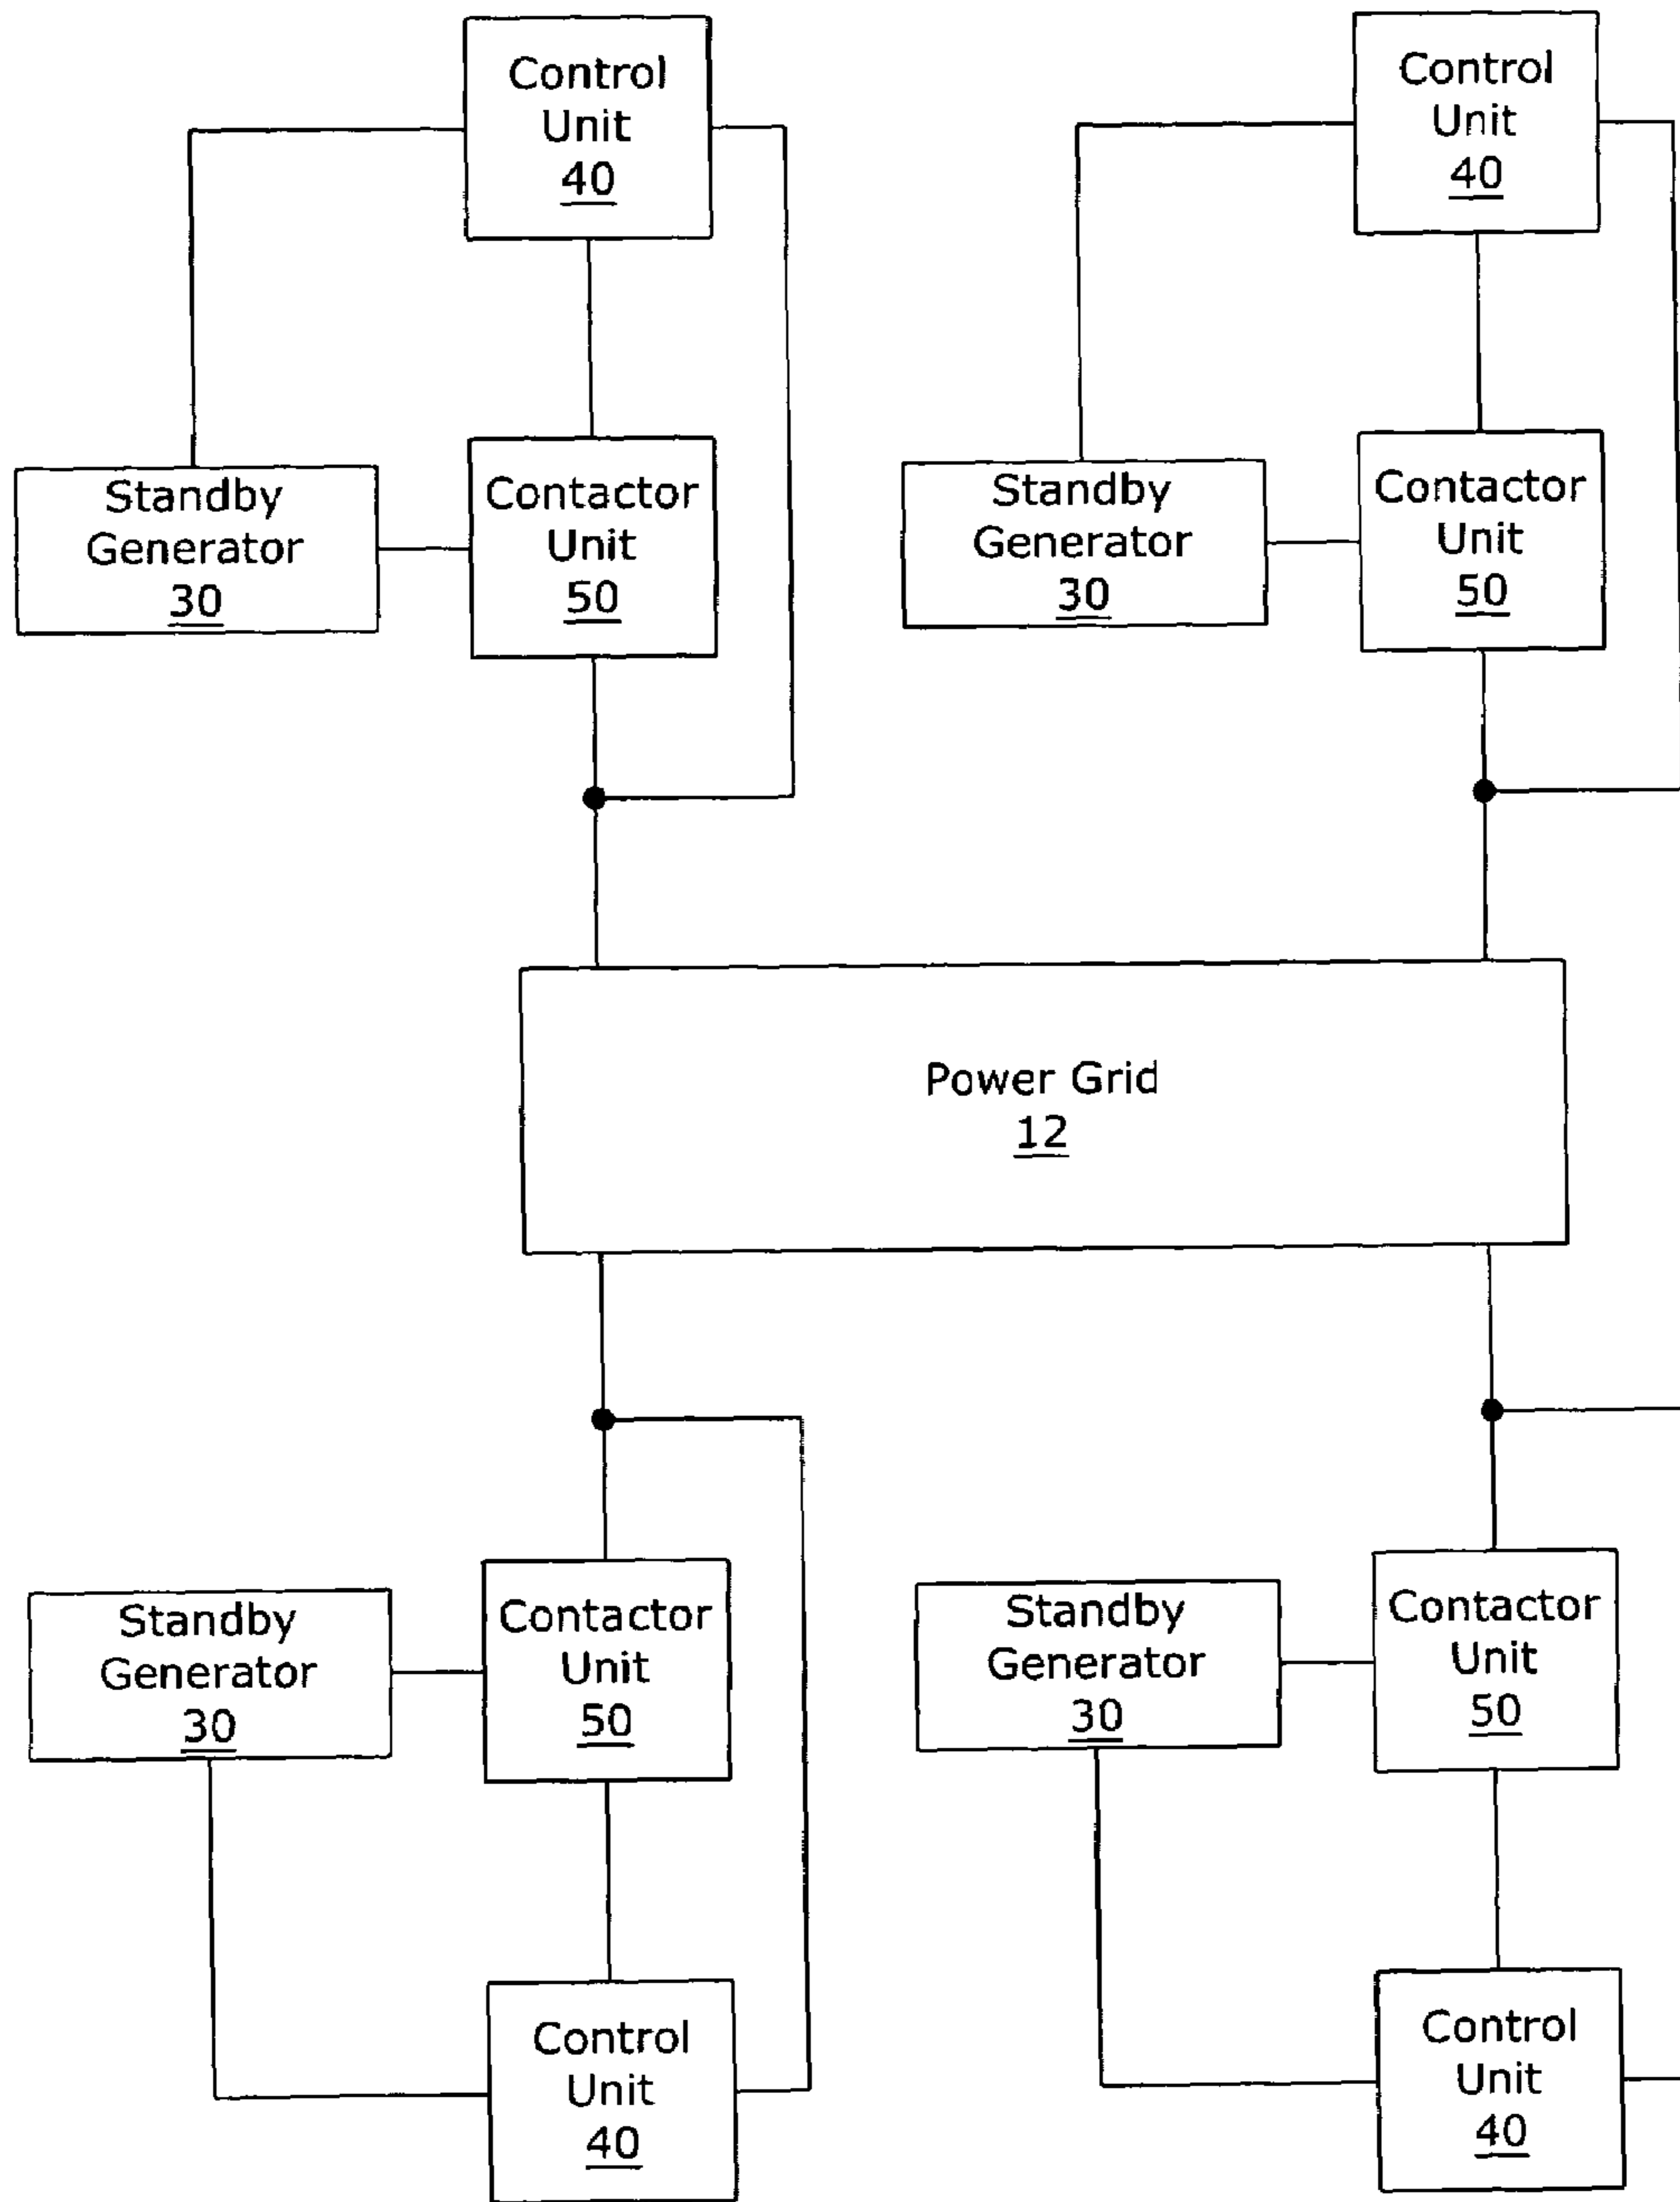 Control
Unit
40
Control
Unit
40
Standby
Generator
30
Contactor
Unit
50
Standby
Generator
30
Contactor
Unit
50
Power Grid
12
Standby
Generator
30
Contactor
Unit
50
Standby
Generator
30
Contactor
Unit
50
Control
Unit
40
Control
Unit
40